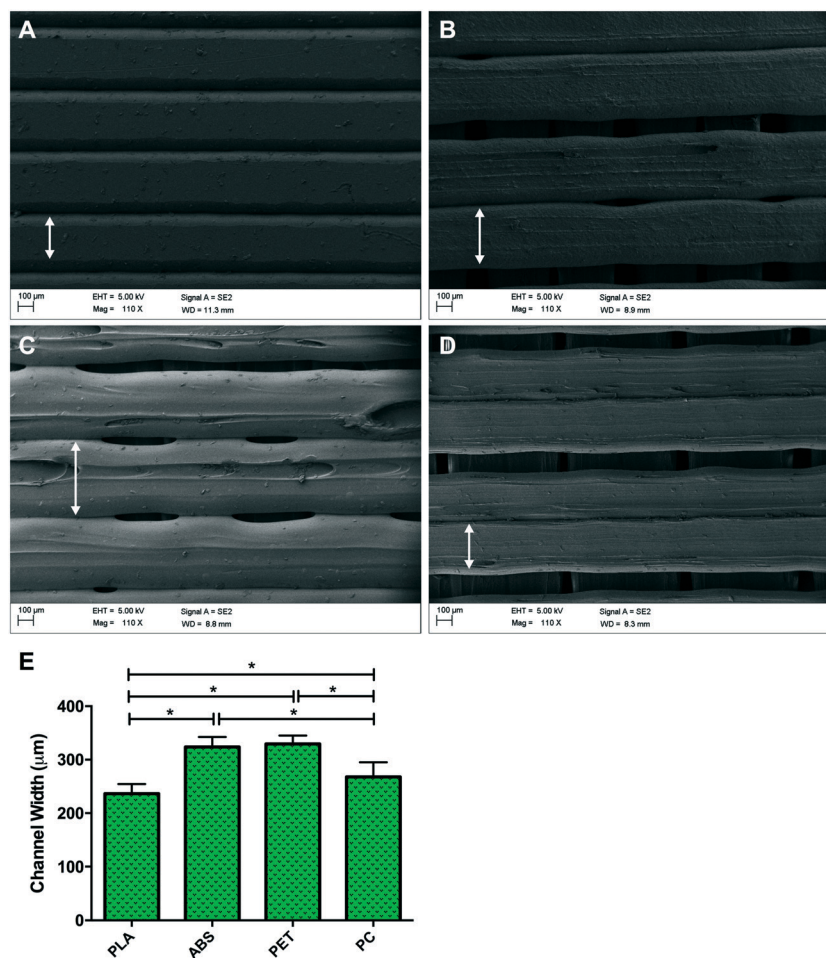 A
100 µm
EHT = 5.00 kV
Signal A = SE2
Mag = 110 X
WD = 11.3 mm
B
100 µm
EHT = 5.00 kV
Signal A = SE2
Mag = 110 X
WD = 8.9 mm
C
100 µm
EHT = 5.00 kV
Signal A = SE2
Mag = 110 X
WD = 8.8 mm
D
100 µm
EHT = 5.00 kV
Signal A = SE2
Mag = 110 X
WD = 8.3 mm
E
*
* *
* *
400
300
200
100
0
Channel Width (µm)
PLA ABS PET PC